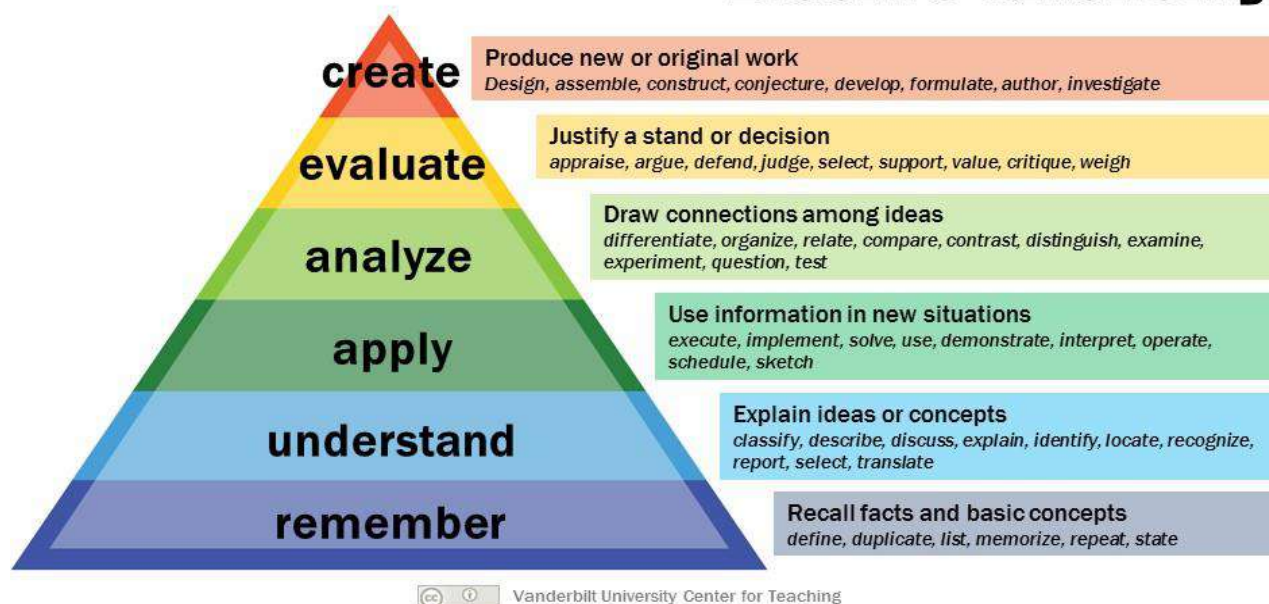 create
Produce new or original work
Design, assemble, construct, conjecture, develop, formulate, author, investigate
evaluate
Justify a stand or decision
appraise, argue, defend, judge, select, support, value, critique, weigh
analyze
Draw connections among ideas
differentiate, organize, relate, compare, contrast, distinguish, examine,
experiment, question, test
apply
Use information in new situations
execute, implement, solve, use, demonstrate, interpret, operate,
schedule, sketch
understand
Explain ideas or concepts
classify, describe, discuss, explain, identify, locate, recognize,
report, select, translate
remember
Recall facts and basic concepts
define, duplicate, list, memorize, repeat, state
cc Vanderbilt University Center for Teaching